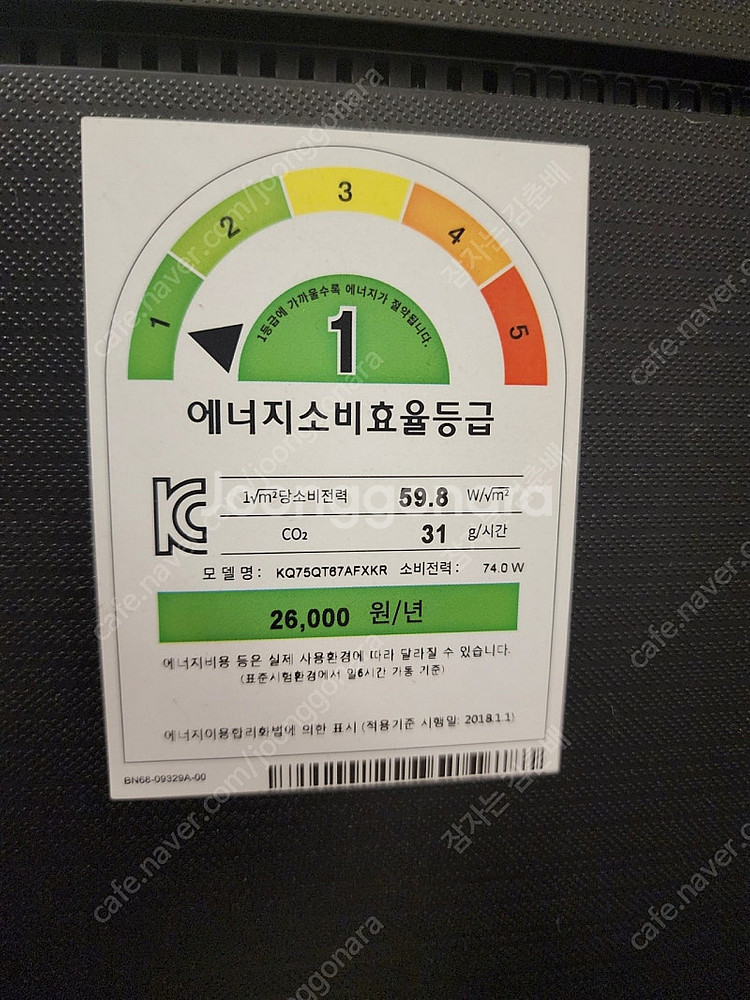 1
2
3
4
5
1등급에 가까울수록 에너지가 절약됩니다.
1
에너지소비효율등급
1√m²당소비전력 59.8 W/√m²
CO₂ 31 g/시간
모델명: KQ75QT67AFXKR 소비전력: 74.0 W
26,000 원/년
에너지비용 등은 실제 사용환경에 따라 달라질 수 있습니다.
(표준시험환경에서 일6시간 가동 기준)
에너지이용합리화법에 의한 표시 (적용기준 시행일: 2018.1.1)
BN68-09329A-00
cafe.naver.com/joonggonara
joonggonara
잠자는 김춘배